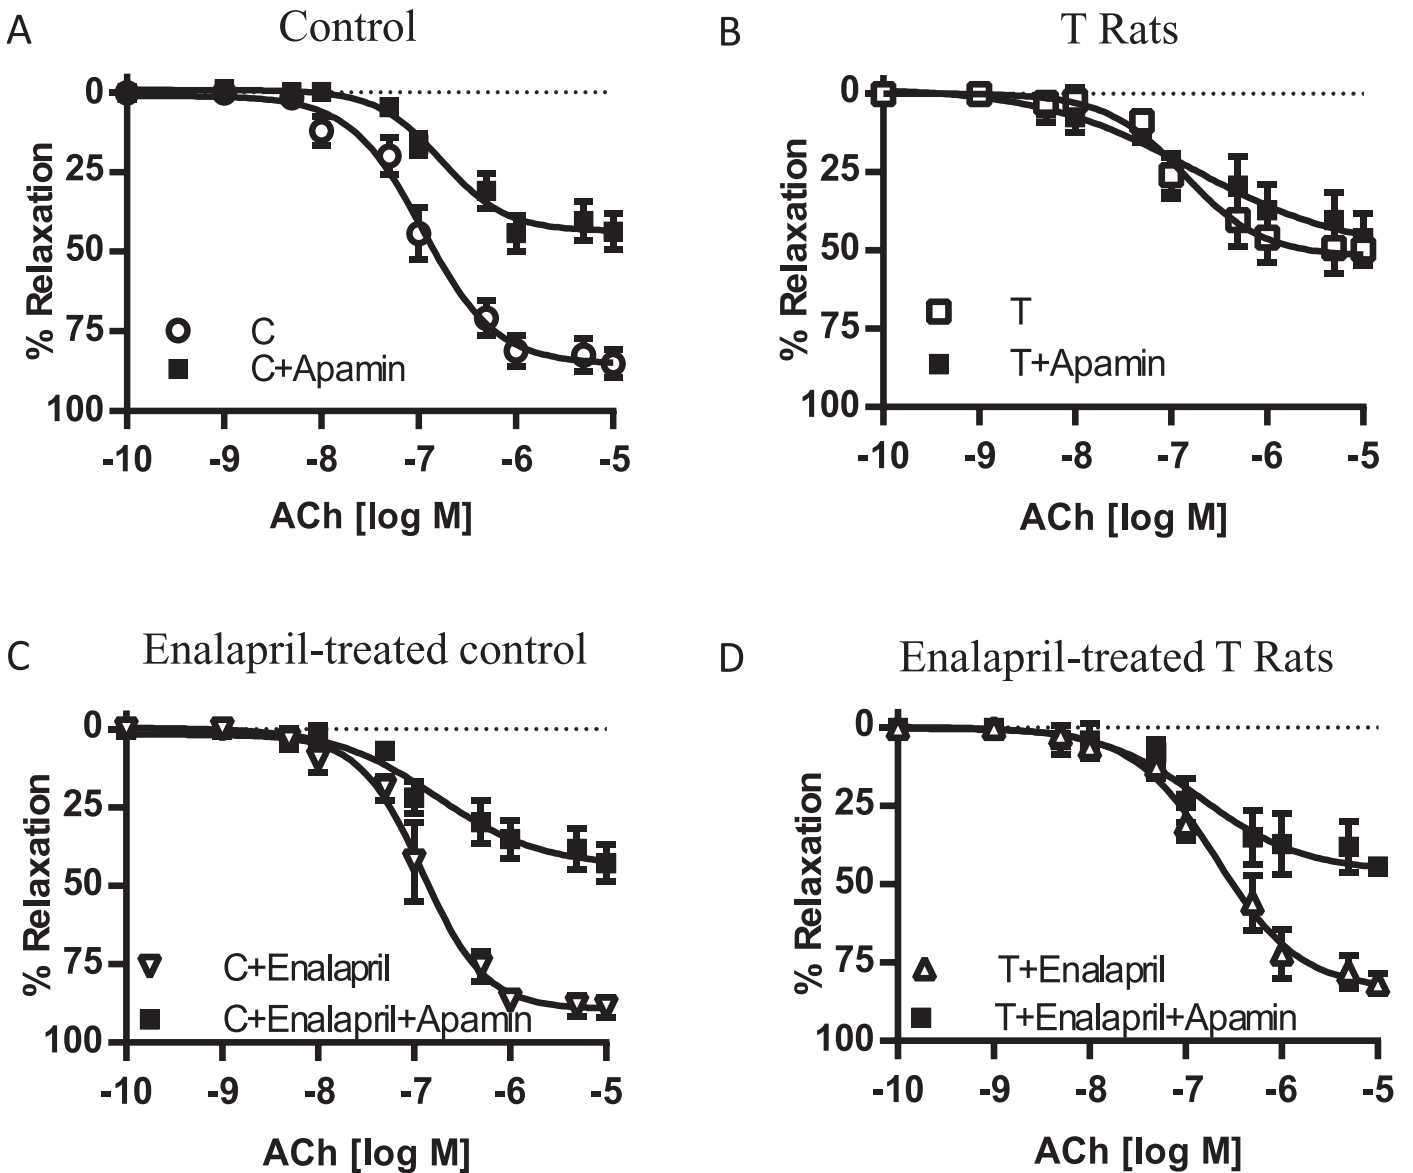 A
Control
0
25
50
75
100
% Relaxation
C
C+Apamin
-10 -9 -8 -7 -6 -5
ACh [log M]
B
T Rats
0
25
50
75
100
% Relaxation
T
T+Apamin
-10 -9 -8 -7 -6 -5
ACh [log M]
C
Enalapril-treated control
0
25
50
75
100
% Relaxation
C+Enalapril
C+Enalapril+Apamin
-10 -9 -8 -7 -6 -5
ACh [log M]
D
Enalapril-treated T Rats
0
25
50
75
100
% Relaxation
T+Enalapril
T+Enalapril+Apamin
-10 -9 -8 -7 -6 -5
ACh [log M]